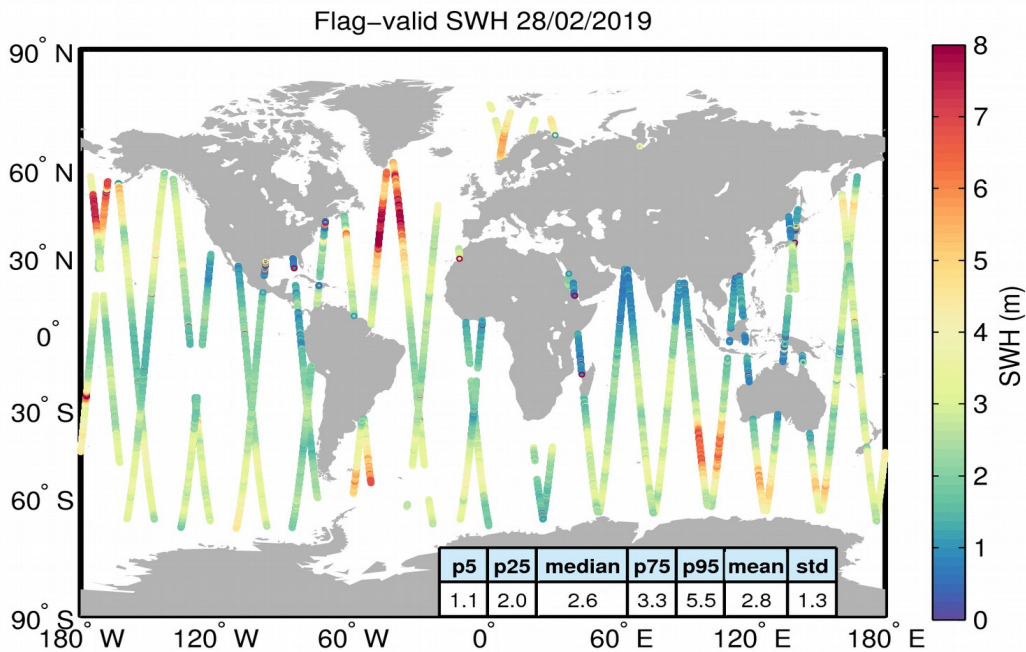 Flag−valid SWH 28/02/2019
90° N
60° N
30° N
0°
30° S
60° S
90° S
180° W
120° W
60° W
0°
60° E
120° E
180° E
p5 p25 median p75 p95 mean std
1.1 2.0 2.6 3.3 5.5 2.8 1.3
8
7
6
5
4
3
2
1
0
SWH (m)